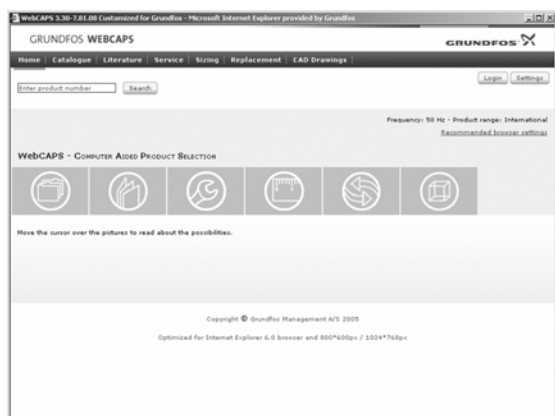 WebCAPS 3.30-7.01.08 Customized for Grundfos - Microsoft Internet Explorer provided by Grundfos
GRUNDFOS WEBCAPS
GRUNDFOS
Home Catalogue Literature Service Sizing Replacement CAD Drawings
Login Settings
Enter product number Search
Frequency: 50 Hz - Product range: International
Recommended browser settings
WebCAPS - Computer Aided Product Selection
Move the cursor over the pictures to read about the possibilities.
Copyright © Grundfos Management A/S 2005
Optimized for Internet Explorer 6.0 browser and 800*600px / 1024*768px